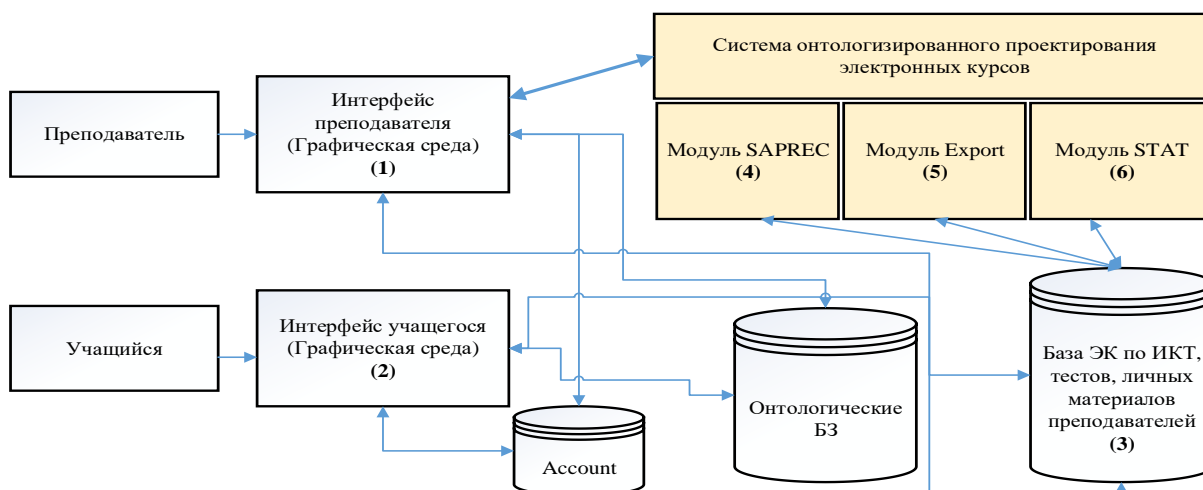 Система онтологизированного проектирования
электронных курсов
Интерфейс
преподавателя
(Графическая среда)
(1)
Преподаватель
Модуль SAPREC
(4)
Модуль Export
(5)
Модуль STAT
(6)
Учащийся
Интерфейс учащегося
(Графическая среда)
(2)
Онтологические
БЗ
База ЭК по ИКТ,
тестов, личных
материалов
преподавателей
(3)
Account